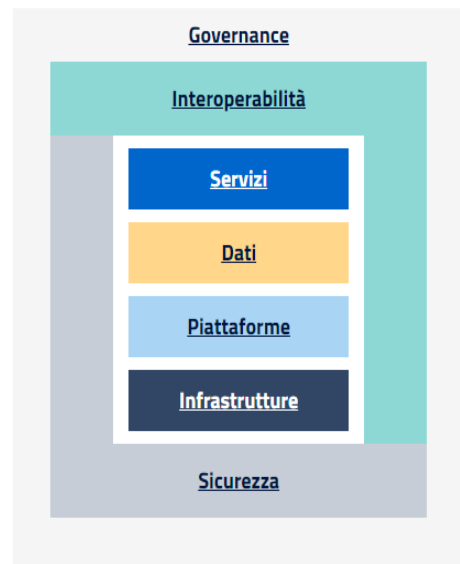 Governance
Interoperabilità
Servizi
Dati
Piattaforme
Infrastrutture
Sicurezza